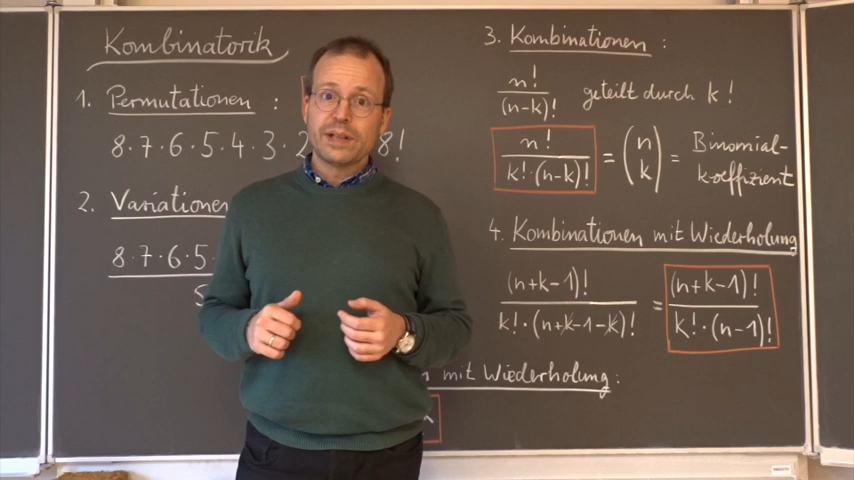 Kombinatorik
1. Permutationen :
8·7·6·5·4·3·2 8!
2. Variationen
8·7·6·5·
mit Wiederholung:
3. Kombinationen :
n!/(n-k)! geteilt durch k!
n!/(k!·(n-k)!) = (n k) = Binomial-
koeffizient
4. Kombinationen mit Wiederholung
(n+k-1)!/(k!·(n+k-1-k)!) = (n+k-1)!/(k!·(n-1)!)